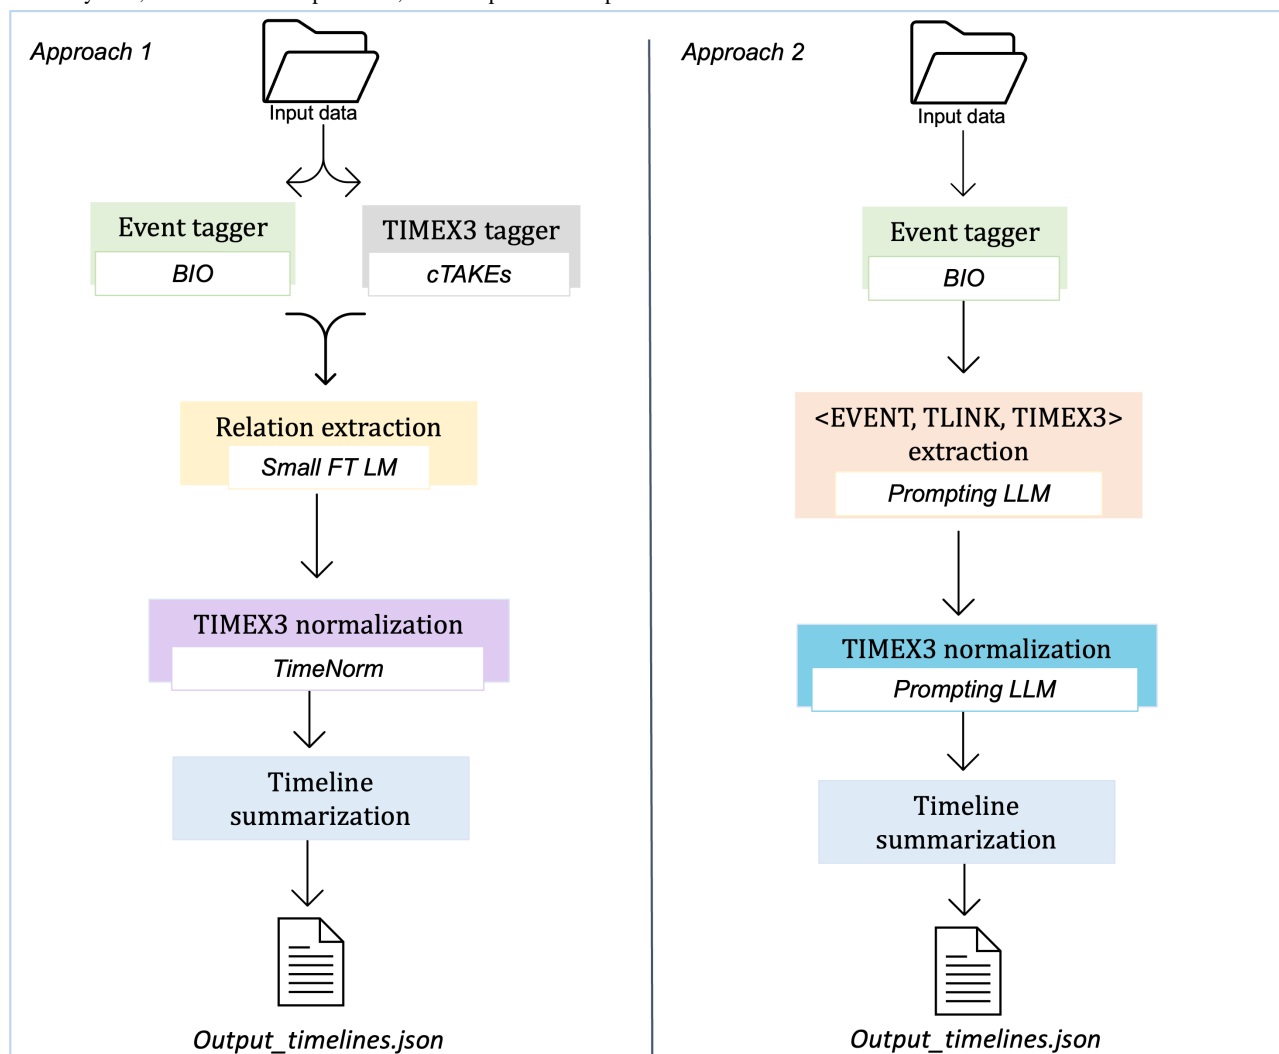 Approach 1
Input data
Event tagger
BIO
TIMEX3 tagger
cTAKEs
Relation extraction
Small FT LM
TIMEX3 normalization
TimeNorm
Timeline
summarization
Output_timelines.json
Approach 2
Input data
Event tagger
BIO
<EVENT, TLINK, TIMEX3>
extraction
Prompting LLM
TIMEX3 normalization
Prompting LLM
Timeline
summarization
Output_timelines.json